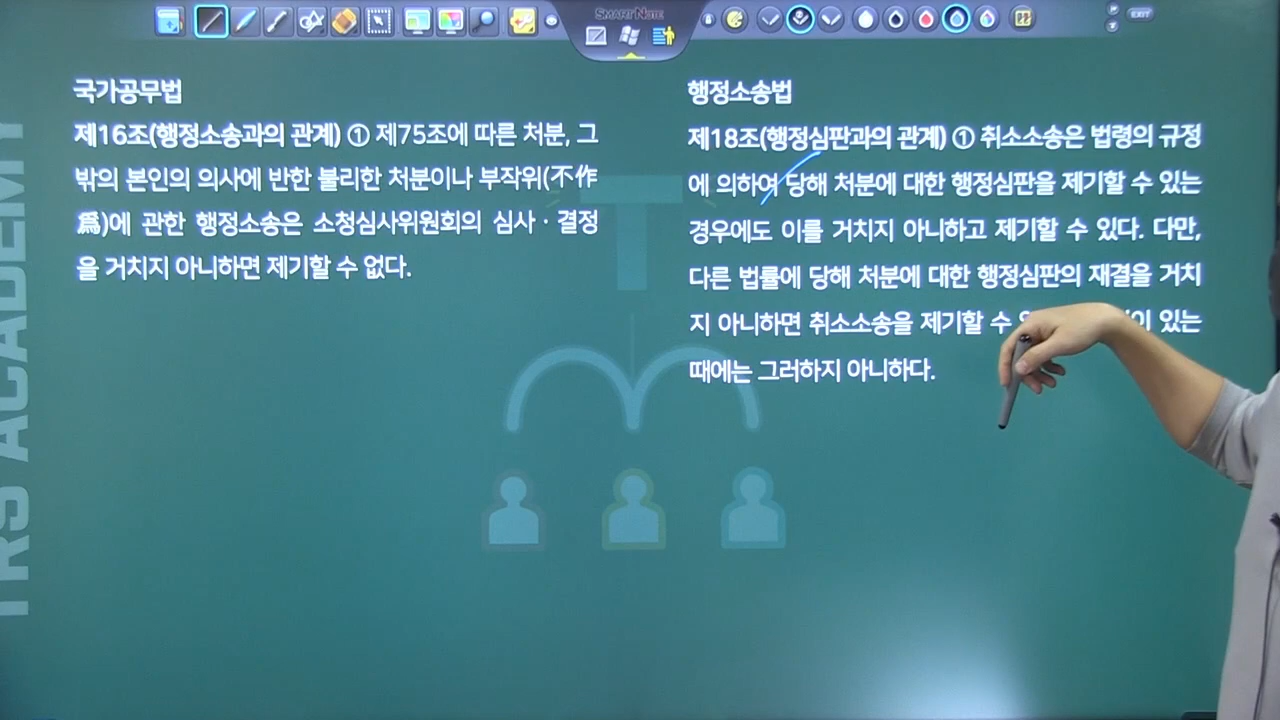 SMART NOTE
EXIT
국가공무법
제16조(행정소송과의 관계) ① 제75조에 따른 처분, 그
밖의 본인의 의사에 반한 불리한 처분이나 부작위(不作
爲)에 관한 행정소송은 소청심사위원회의 심사 · 결정
을 거치지 아니하면 제기할 수 없다.
행정소송법
제18조(행정심판과의 관계) ① 취소소송은 법령의 규정
에 의하여 당해 처분에 대한 행정심판을 제기할 수 있는
경우에도 이를 거치지 아니하고 제기할 수 있다. 다만,
다른 법률에 당해 처분에 대한 행정심판의 재결을 거치
지 아니하면 취소소송을 제기할 수 있는
때에는 그러하지 아니하다.
TRS ACADEMY